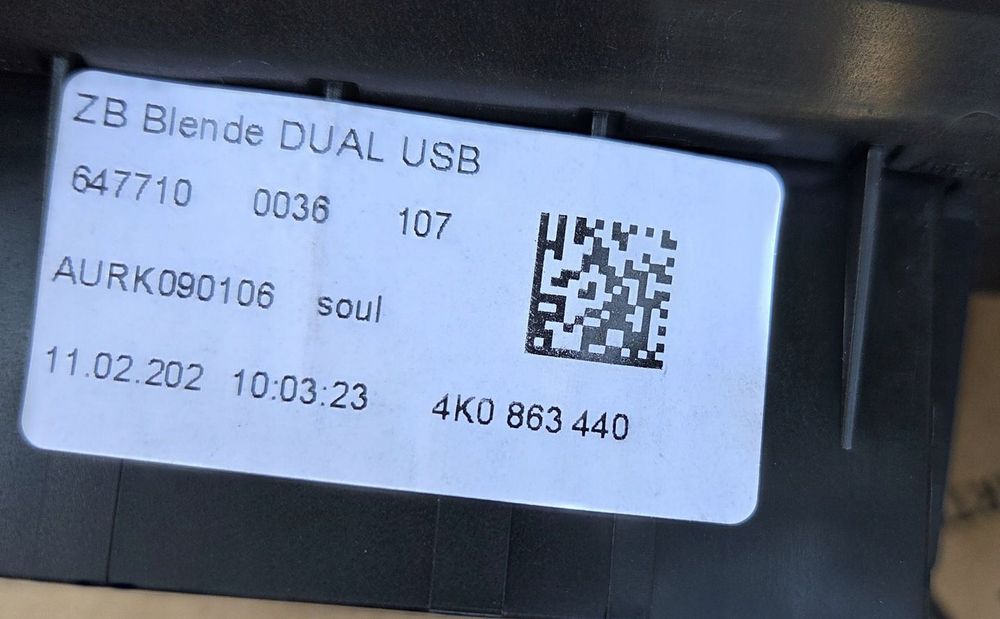 ZB Blende DUAL USB
647710 0036 107
AURK090106 soul
11.02.202 10:03:23 4K0 863 440